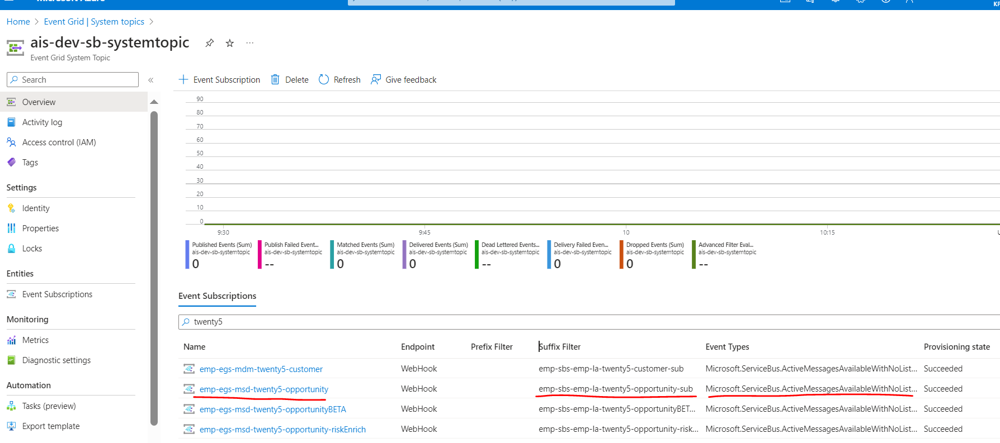 Microsoft Azure
KP
Home > Event Grid | System topics >
ais-dev-sb-systemtopic
Event Grid System Topic
Search
Event Subscription Delete Refresh Give feedback
Overview
Activity log
Access control (IAM)
Tags
Settings
Identity
Properties
Locks
Entities
Event Subscriptions
Monitoring
Metrics
Diagnostic settings
Automation
Tasks (preview)
Export template
90
80
70
60
50
40
30
20
10
0
9:30 9:45 10 10:15
Published Events (Sum) Publish Failed Event... Matched Events (Sum) Delivered Events (Sum) Dead Lettered Events... Delivery Failed Even... Dropped Events (Sum) Advanced Filter Eval...
ais-dev-sb-systemtopic ais-dev-sb-systemtopic ais-dev-sb-systemtopic ais-dev-sb-systemtopic ais-dev-sb-systemtopic ais-dev-sb-systemtopic ais-dev-sb-systemtopic ais-dev-sb-systemtopic
0 -- 0 0 -- 0 0 --
Event Subscriptions
twenty5
Name Endpoint Prefix Filter Suffix Filter Event Types Provisioning state
emp-egs-mdm-twenty5-customer WebHook emp-sbs-emp-la-twenty5-customer-sub Microsoft.ServiceBus.ActiveMessagesAvailableWithNoList... Succeeded
emp-egs-msd-twenty5-opportunity WebHook emp-sbs-emp-la-twenty5-opportunity-sub Microsoft.ServiceBus.ActiveMessagesAvailableWithNoList... Succeeded
emp-egs-msd-twenty5-opportunityBETA WebHook emp-sbs-emp-la-twenty5-opportunityBET... Microsoft.ServiceBus.ActiveMessagesAvailableWithNoList... Succeeded
emp-egs-msd-twenty5-opportunity-riskEnrich WebHook emp-sbs-emp-la-twenty5-opportunity-risk... Microsoft.ServiceBus.ActiveMessagesAvailableWithNoList... Succeeded